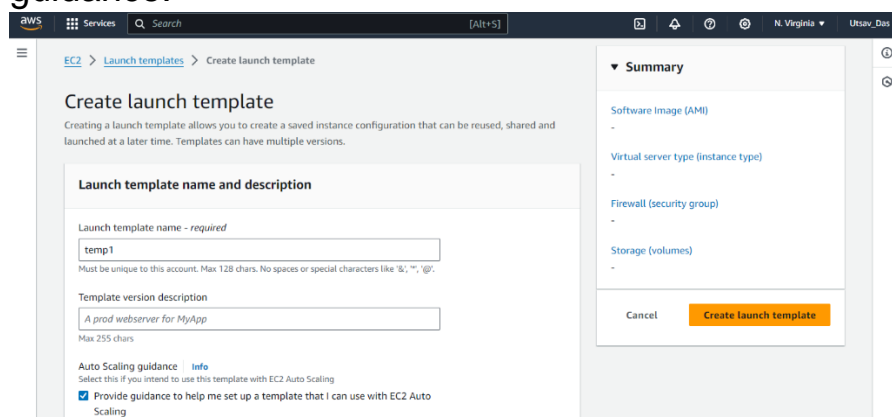 guidance.
aws
Services
Search
[Alt+S]
N. Virginia ▼
Utsav_Das
EC2 > Launch templates > Create launch template
Create launch template
Creating a launch template allows you to create a saved instance configuration that can be reused, shared and
launched at a later time. Templates can have multiple versions.
Launch template name and description
Launch template name - required
temp1
Must be unique to this account. Max 128 chars. No spaces or special characters like '&', '*', '@'.
Template version description
A prod webserver for MyApp
Max 255 chars
Auto Scaling guidance | Info
Select this if you intend to use this template with EC2 Auto Scaling
Provide guidance to help me set up a template that I can use with EC2 Auto
Scaling
▼ Summary
Software Image (AMI)
-
Virtual server type (instance type)
-
Firewall (security group)
-
Storage (volumes)
-
Cancel
Create launch template